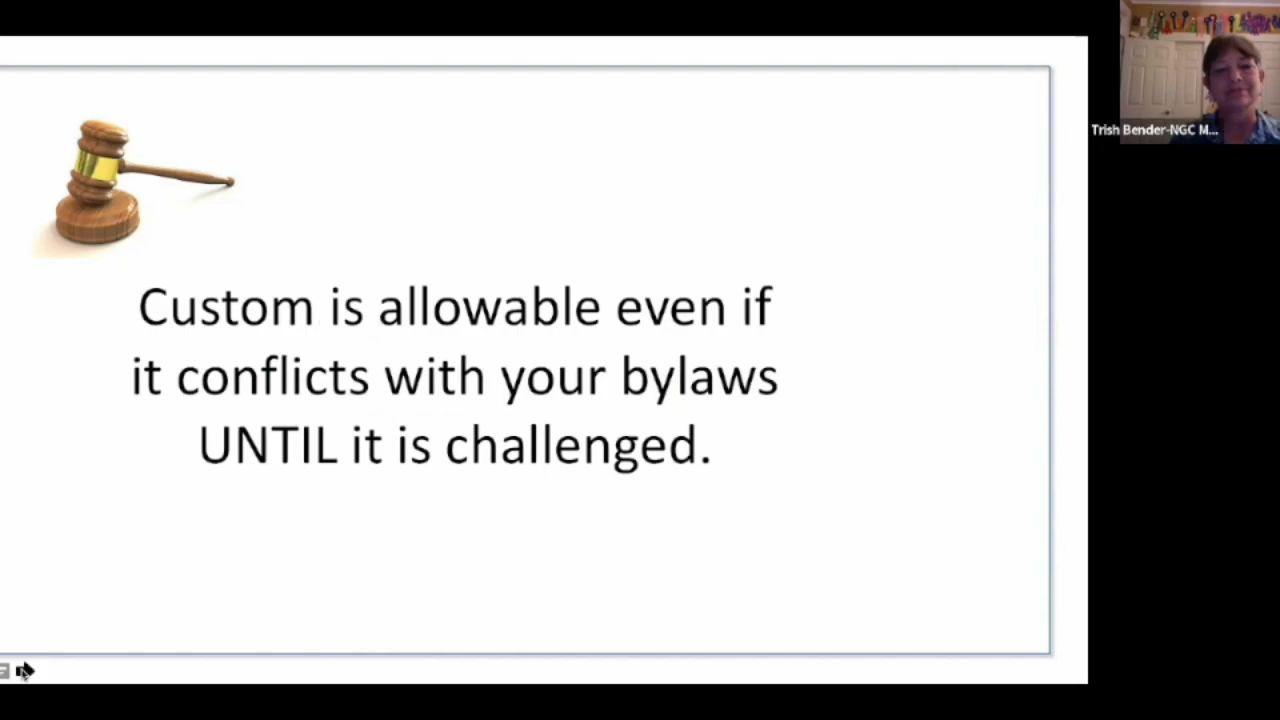 Custom is allowable even if
it conflicts with your bylaws
UNTIL it is challenged.
Trish Bender-NGC M...